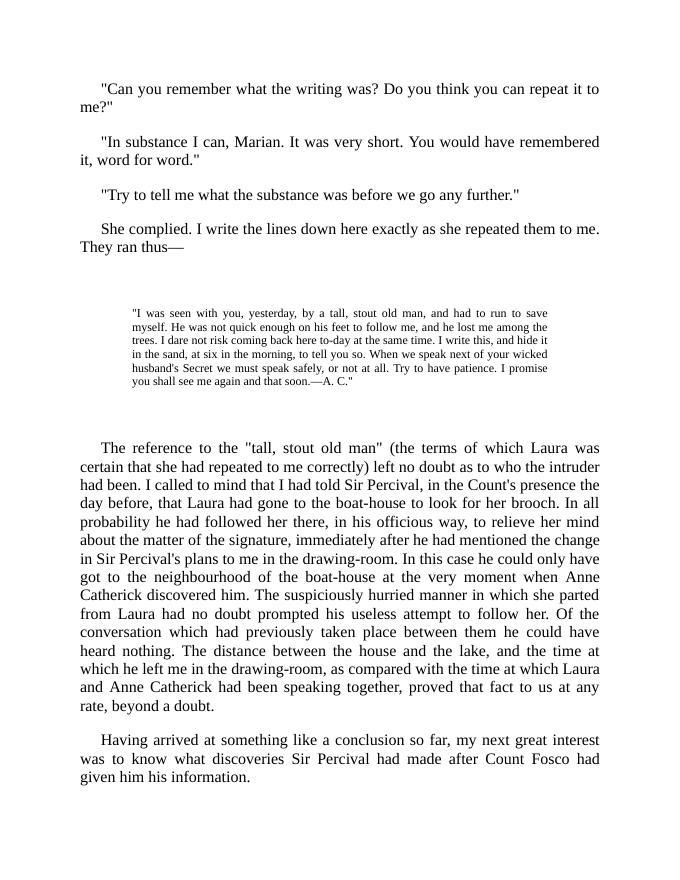 "Can you remember what the writing was? Do you think you can repeat it to
me?"
"In substance I can, Marian. It was very short. You would have remembered
it, word for word."
"Try to tell me what the substance was before we go any further."
She complied. I write the lines down here exactly as she repeated them to me.
They ran thus—
"I was seen with you, yesterday, by a tall, stout old man, and had to run to save
myself. He was not quick enough on his feet to follow me, and he lost me among the
trees. I dare not risk coming back here to-day at the same time. I write this, and hide it
in the sand, at six in the morning, to tell you so. When we speak next of your wicked
husband's Secret we must speak safely, or not at all. Try to have patience. I promise
you shall see me again and that soon.—A. C."
The reference to the "tall, stout old man" (the terms of which Laura was
certain that she had repeated to me correctly) left no doubt as to who the intruder
had been. I called to mind that I had told Sir Percival, in the Count's presence the
day before, that Laura had gone to the boat-house to look for her brooch. In all
probability he had followed her there, in his officious way, to relieve her mind
about the matter of the signature, immediately after he had mentioned the change
in Sir Percival's plans to me in the drawing-room. In this case he could only have
got to the neighbourhood of the boat-house at the very moment when Anne
Catherick discovered him. The suspiciously hurried manner in which she parted
from Laura had no doubt prompted his useless attempt to follow her. Of the
conversation which had previously taken place between them he could have
heard nothing. The distance between the house and the lake, and the time at
which he left me in the drawing-room, as compared with the time at which Laura
and Anne Catherick had been speaking together, proved that fact to us at any
rate, beyond a doubt.
Having arrived at something like a conclusion so far, my next great interest
was to know what discoveries Sir Percival had made after Count Fosco had
given him his information.